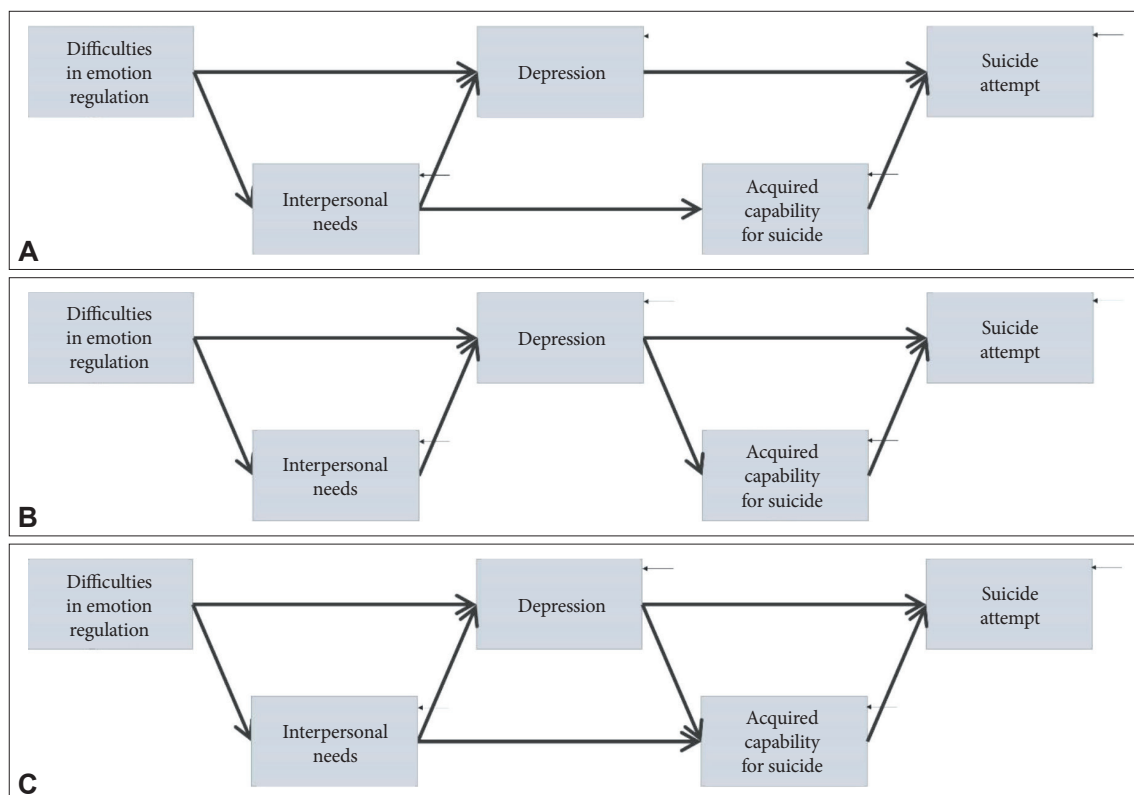 Difficulties
in emotion
regulation
Depression
Suicide
attempt
Interpersonal
needs
Acquired
capability
for suicide
A
Difficulties
in emotion
regulation
Depression
Suicide
attempt
Interpersonal
needs
Acquired
capability
for suicide
B
Difficulties
in emotion
regulation
Depression
Suicide
attempt
Interpersonal
needs
Acquired
capability
for suicide
C